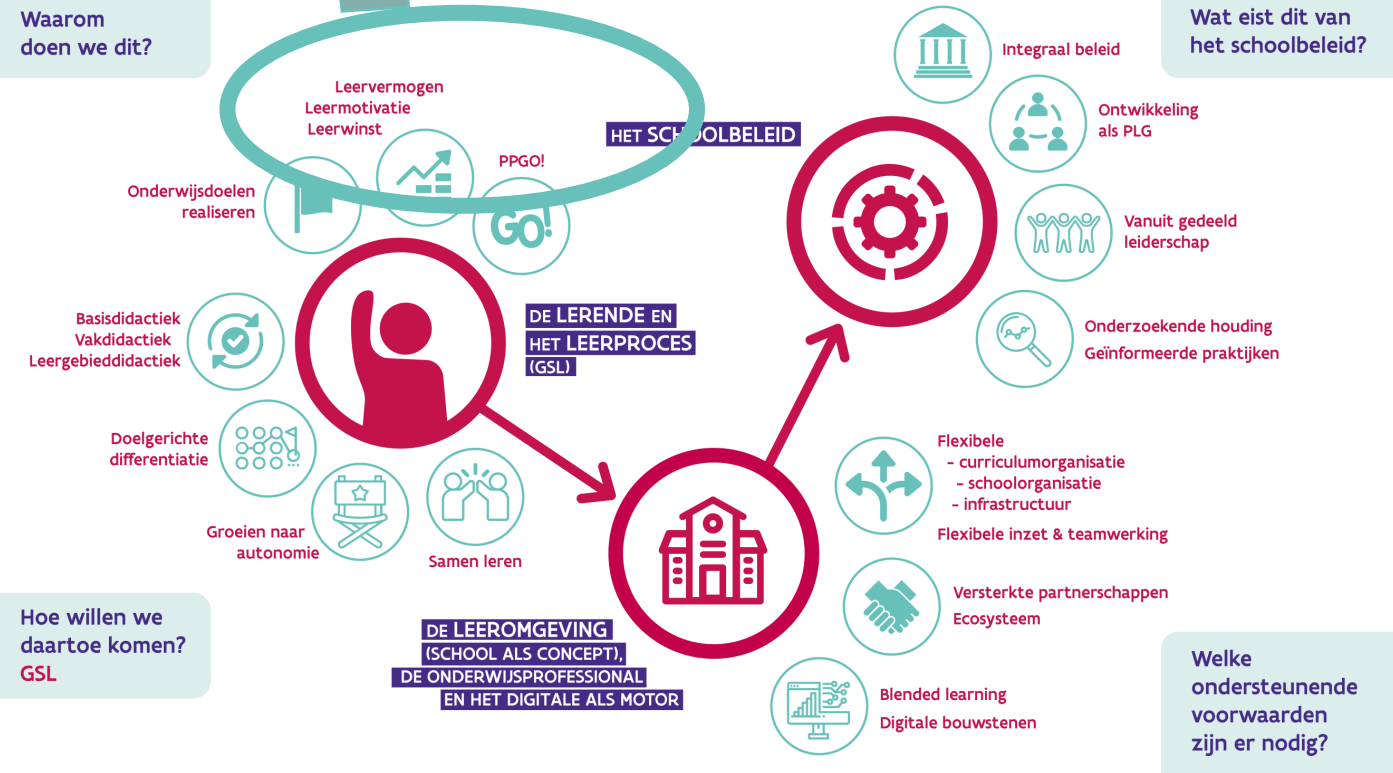 Waarom
doen we dit?
Leervermogen
Leermotivatie
Leerwinst
PPGO!
GO!
Onderwijsdoelen
realiseren
Basisdidactiek
Vakdidactiek
Leergebieddidactiek
Doelgerichte
differentiatie
Groeien naar
autonomie
Samen leren
Hoe willen we
daartoe komen?
GSL
DE LERENDE EN
HET LEERPROCES
(GSL)
HET SCHOOLBELEID
DE LEEROMGEVING
(SCHOOL ALS CONCEPT),
DE ONDERWIJSPROFESSIONAL
EN HET DIGITALE ALS MOTOR
Wat eist dit van
het schoolbeleid?
Integraal beleid
Ontwikkeling
als PLG
Vanuit gedeeld
leiderschap
Onderzoekende houding
Geïnformeerde praktijken
Flexibele
- curriculumorganisatie
- schoolorganisatie
- infrastructuur
Flexibele inzet & teamwerking
Versterkte partnerschappen
Ecosysteem
Blended learning
Digitale bouwstenen
Welke
ondersteunende
voorwaarden
zijn er nodig?